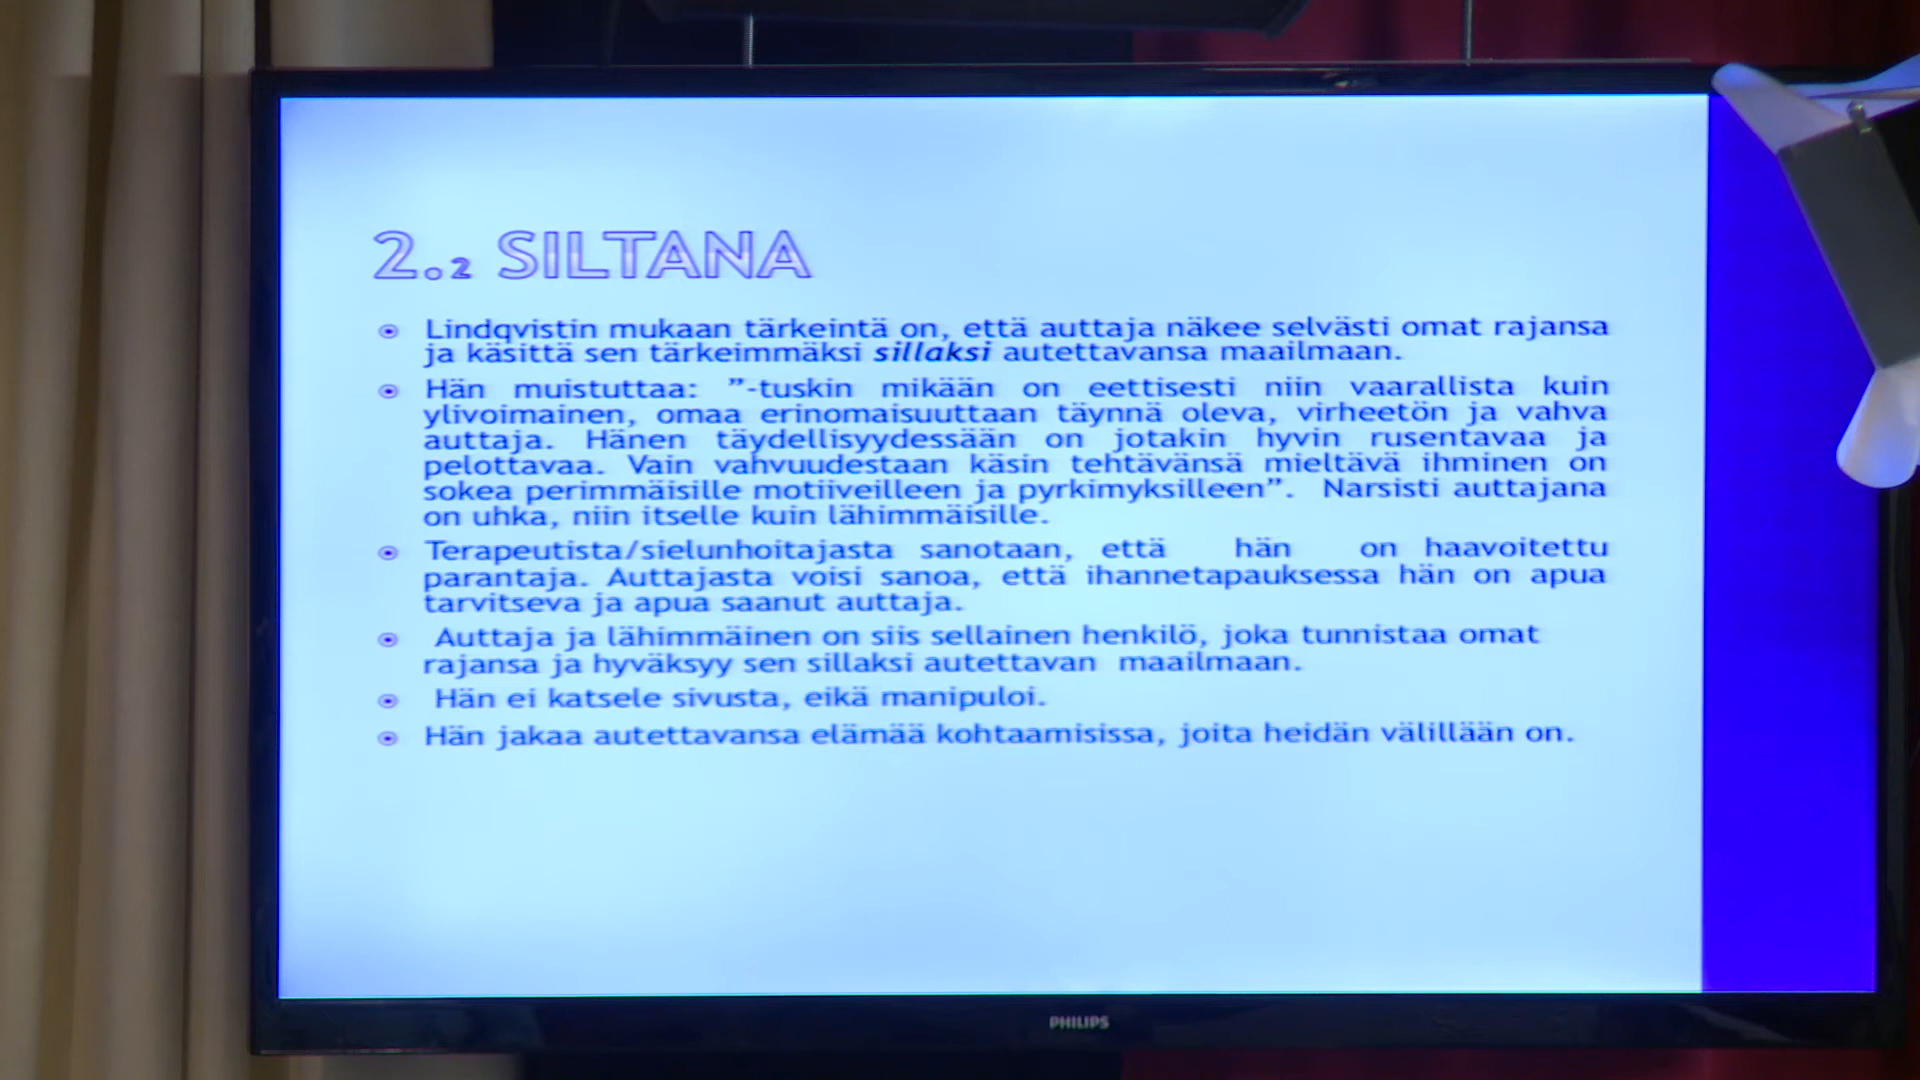 2.2 SILTANA
Lindqvistin mukaan tärkeintä on, että auttaja näkee selvästi omat rajansa
ja käsittä sen tärkeimmäksi sillaksi autettavansa maailmaan.
Hän muistuttaa: ”-tuskin mikään on eettisesti niin vaarallista kuin
ylivoimainen, omaa erinomaisuuttaan täynnä oleva, virheetön ja vahva
auttaja. Hänen täydellisyydessään on jotakin hyvin rusentavaa ja
pelottavaa. Vain vahvuudestaan käsin tehtävänsä mieltävä ihminen on
sokea perimmäisille motiiveilleen ja pyrkimyksilleen”. Narsisti auttajana
on uhka, niin itselle kuin lähimmäisille.
Terapeutista/sielunhoitajasta sanotaan, että hän on haavoitettu
parantaja. Auttajasta voisi sanoa, että ihannetapauksessa hän on apua
tarvitseva ja apua saanut auttaja.
Auttaja ja lähimmäinen on siis sellainen henkilö, joka tunnistaa omat
rajansa ja hyväksyy sen sillaksi autettavan maailmaan.
Hän ei katsele sivusta, eikä manipuloi.
Hän jakaa autettavansa elämää kohtaamisissa, joita heidän välillään on.
PHILIPS